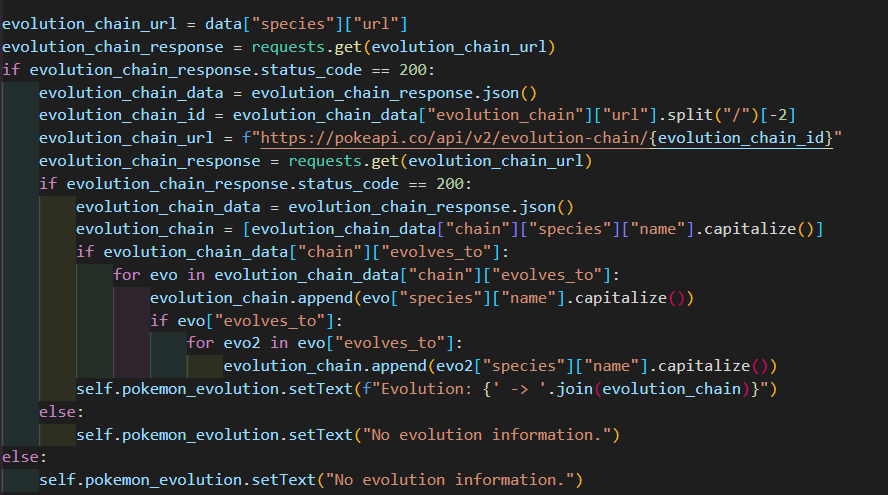 evolution_chain_url = data["species"]["url"]
evolution_chain_response = requests.get(evolution_chain_url)
if evolution_chain_response.status_code == 200:
    evolution_chain_data = evolution_chain_response.json()
    evolution_chain_id = evolution_chain_data["evolution_chain"]["url"].split("/")[-2]
    evolution_chain_url = f"https://pokeapi.co/api/v2/evolution-chain/{evolution_chain_id}"
    evolution_chain_response = requests.get(evolution_chain_url)
    if evolution_chain_response.status_code == 200:
        evolution_chain_data = evolution_chain_response.json()
        evolution_chain = [evolution_chain_data["chain"]["species"]["name"].capitalize()]
        if evolution_chain_data["chain"]["evolves_to"]:
            for evo in evolution_chain_data["chain"]["evolves_to"]:
                evolution_chain.append(evo["species"]["name"].capitalize())
                if evo["evolves_to"]:
                    for evo2 in evo["evolves_to"]:
                        evolution_chain.append(evo2["species"]["name"].capitalize())
        self.pokemon_evolution.setText(f"Evolution: {' -> '.join(evolution_chain)}")
    else:
        self.pokemon_evolution.setText("No evolution information.")
else:
    self.pokemon_evolution.setText("No evolution information.")